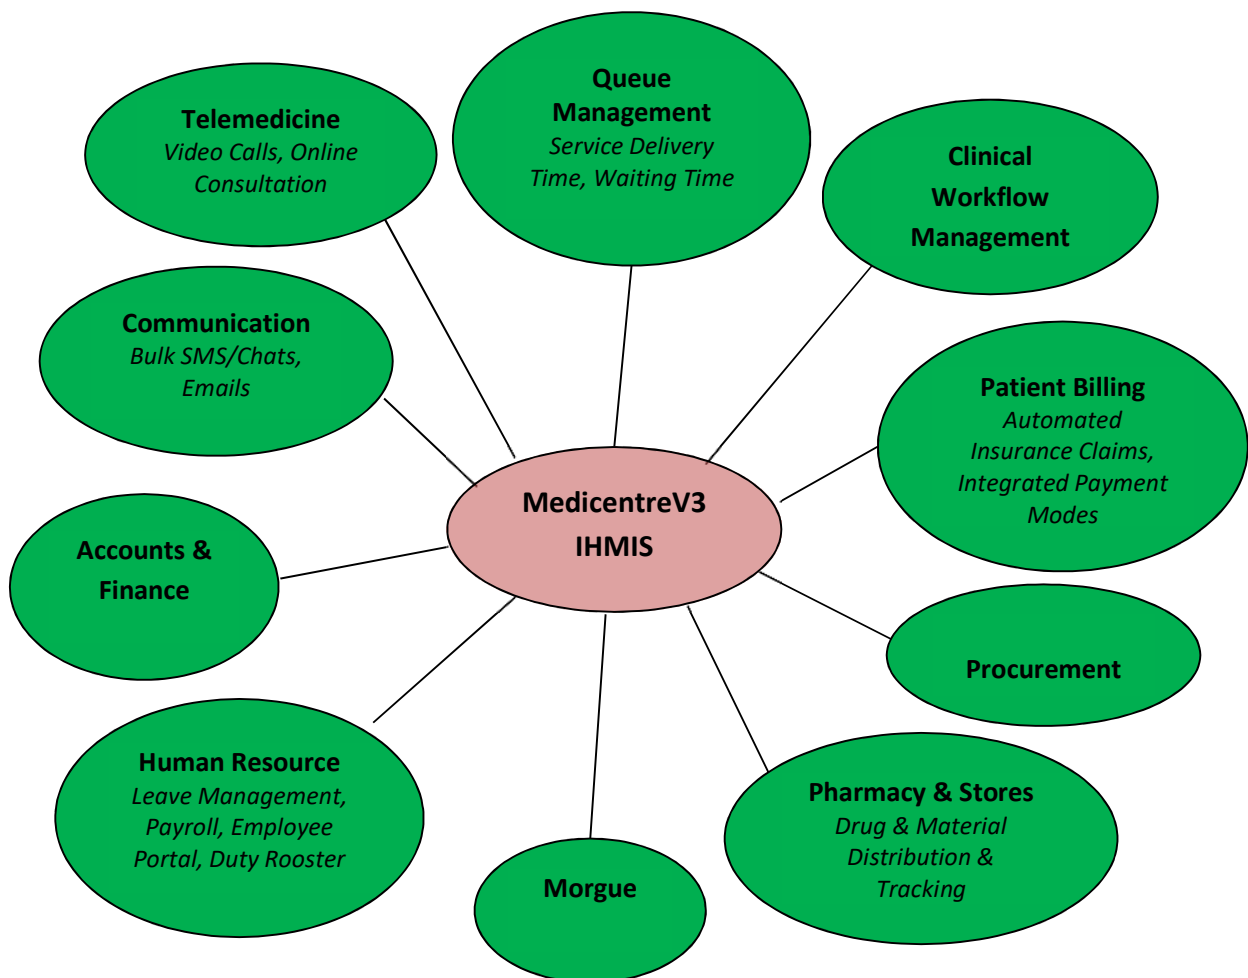 Queue
Management
Service Delivery
Time, Waiting Time
Telemedicine
Video Calls, Online
Consultation
Clinical
Workflow
Management
Communication
Bulk SMS/Chats,
Emails
Patient Billing
Automated
Insurance Claims,
Integrated Payment
Modes
MedicentreV3
IHMIS
Accounts &
Finance
Procurement
Human Resource
Leave Management,
Payroll, Employee
Portal, Duty Rooster
Pharmacy & Stores
Drug & Material
Distribution &
Tracking
Morgue